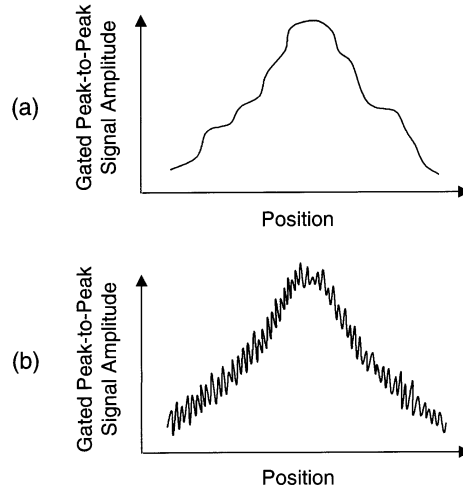 (a)
Gated Peak-to-Peak
Signal Amplitude
Position
(b)
Gated Peak-to-Peak
Signal Amplitude
Position